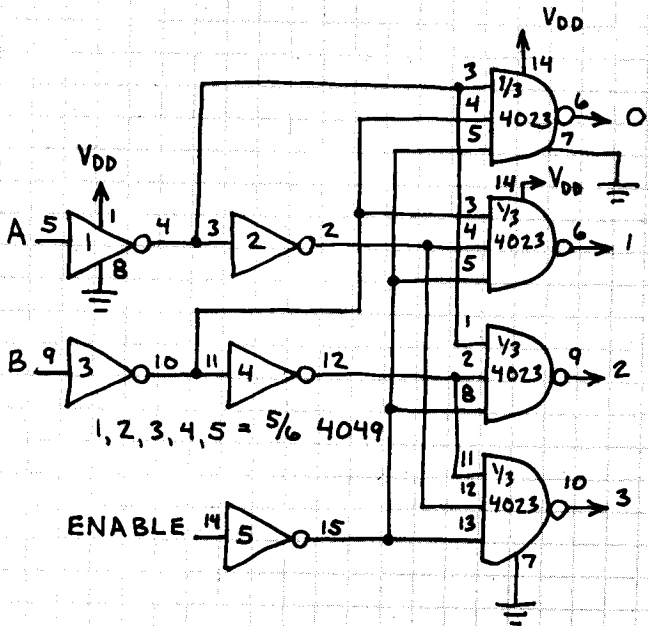 VDD
3 14
1/3
4 4023 6 0
5 7
VDD
14 VDD
3 1/3
A 5 1 1 4 3 2 2 4 4023 6 1
8 5
1
1/3
B 9 3 10 11 4 12 2 4023 9 2
8
1, 2, 3, 4, 5 = 5/6 4049
11 1/3
12 4023 10 3
ENABLE 14 5 15 13
7